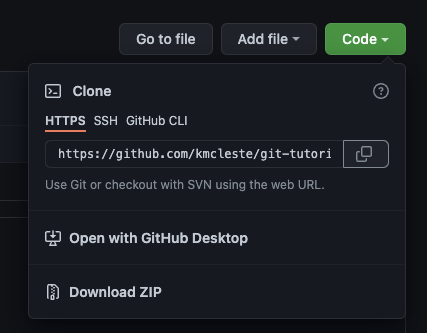 Go to file Add file Code
Clone
HTTPS SSH GitHub CLI
https://github.com/kmcleste/git-tutori
Use Git or checkout with SVN using the web URL.
Open with GitHub Desktop
Download ZIP